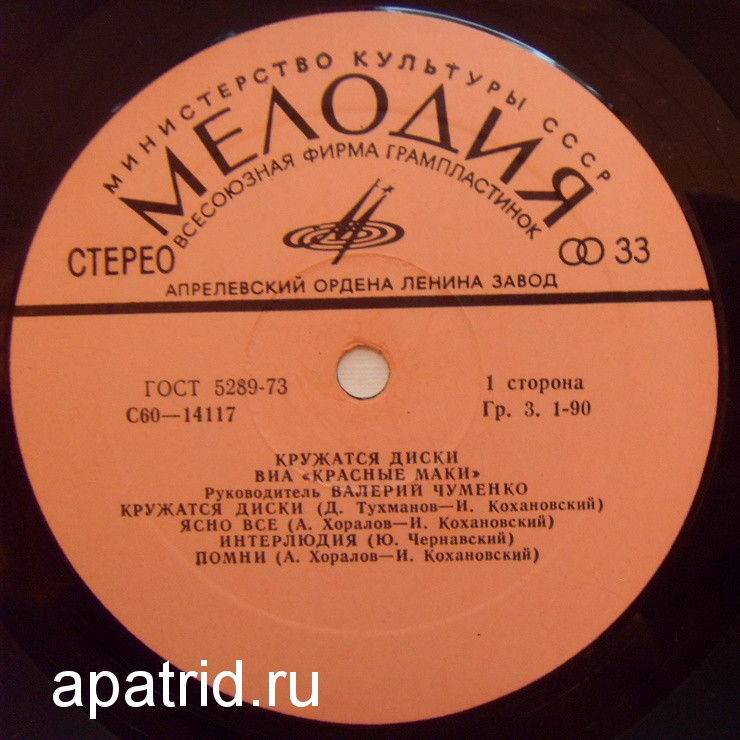 МИНИСТЕРСТВО КУЛЬТУРЫ СССР
МЕЛОДИЯ
ВСЕСОЮЗНАЯ ФИРМА ГРАМПЛАСТИНОК
СТЕРЕО
33
АПРЕЛЕВСКИЙ ОРДЕНА ЛЕНИНА ЗАВОД
ГОСТ 5289-73
1 сторона
С60—14117
Гр. 3. 1-90
КРУЖАТСЯ ДИСКИ
ВИА «КРАСНЫЕ МАКИ»
Руководитель ВАЛЕРИЙ ЧУМЕНКО
КРУЖАТСЯ ДИСКИ (Д. Тухманов—И. Кохановский)
ЯСНО ВСЕ (А. Хоралов—И. Кохановский)
ИНТЕРЛЮДИЯ (Ю. Чернавский)
ПОМНИ (А. Хоралов—И. Кохановский)
apatrid.ru